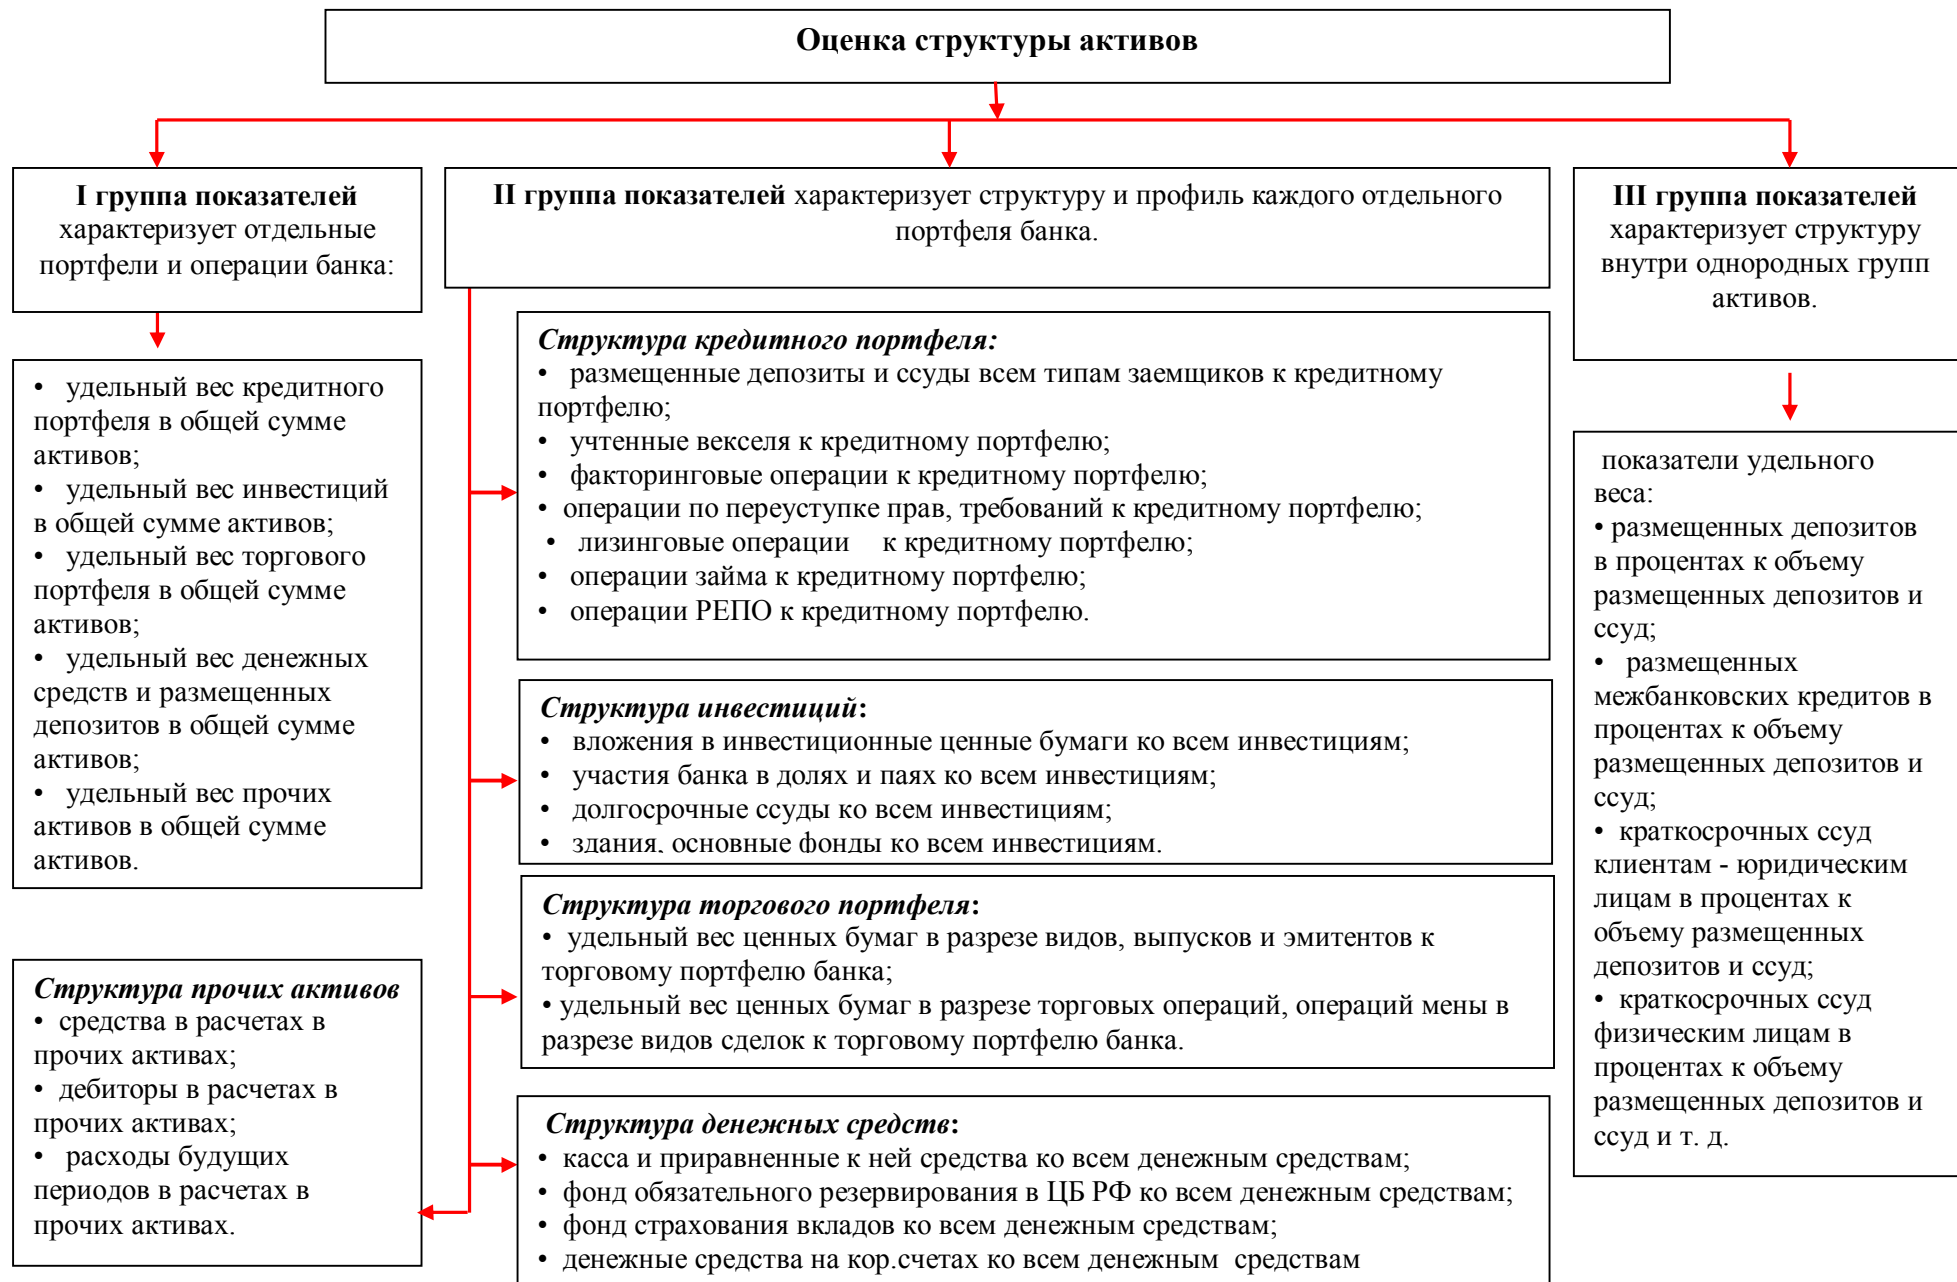 Оценка структуры активов
I группа показателей
характеризует отдельные
портфели и операции банка:
• удельный вес кредитного
портфеля в общей сумме
активов;
• удельный вес инвестиций
в общей сумме активов;
• удельный вес торгового
портфеля в общей сумме
активов;
• удельный вес денежных
средств и размещенных
депозитов в общей сумме
активов;
• удельный вес прочих
активов в общей сумме
активов.
II группа показателей характеризует структуру и профиль каждого отдельного
портфеля банка.
Структура кредитного портфеля:
• размещенные депозиты и ссуды всем типам заемщиков к кредитному
портфелю;
• учтенные векселя к кредитному портфелю;
• факторинговые операции к кредитному портфелю;
• операции по переуступке прав, требований к кредитному портфелю;
• лизинговые операции к кредитному портфелю;
• операции займа к кредитному портфелю;
• операции РЕПО к кредитному портфелю.
Структура инвестиций:
• вложения в инвестиционные ценные бумаги ко всем инвестициям;
• участия банка в долях и паях ко всем инвестициям;
• долгосрочные ссуды ко всем инвестициям;
• здания, основные фонды ко всем инвестициям.
Структура торгового портфеля:
• удельный вес ценных бумаг в разрезе видов, выпусков и эмитентов к
торговому портфелю банка;
• удельный вес ценных бумаг в разрезе торговых операций, операций мены в
разрезе видов сделок к торговому портфелю банка.
Структура денежных средств:
• касса и приравненные к ней средства ко всем денежным средствам;
• фонд обязательного резервирования в ЦБ РФ ко всем денежным средствам;
• фонд страхования вкладов ко всем денежным средствам;
• денежные средства на кор.счетах ко всем денежным средствам
Структура прочих активов
• средства в расчетах в
прочих активах;
• дебиторы в расчетах в
прочих активах;
• расходы будущих
периодов в расчетах в
прочих активах.
III группа показателей
характеризует структуру
внутри однородных групп
активов.
показатели удельного
веса:
• размещенных депозитов
в процентах к объему
размещенных депозитов и
ссуд;
• размещенных
межбанковских кредитов в
процентах к объему
размещенных депозитов и
ссуд;
• краткосрочных ссуд
клиентам - юридическим
лицам в процентах к
объему размещенных
депозитов и ссуд;
• краткосрочных ссуд
физическим лицам в
процентах к объему
размещенных депозитов и
ссуд и т. д.